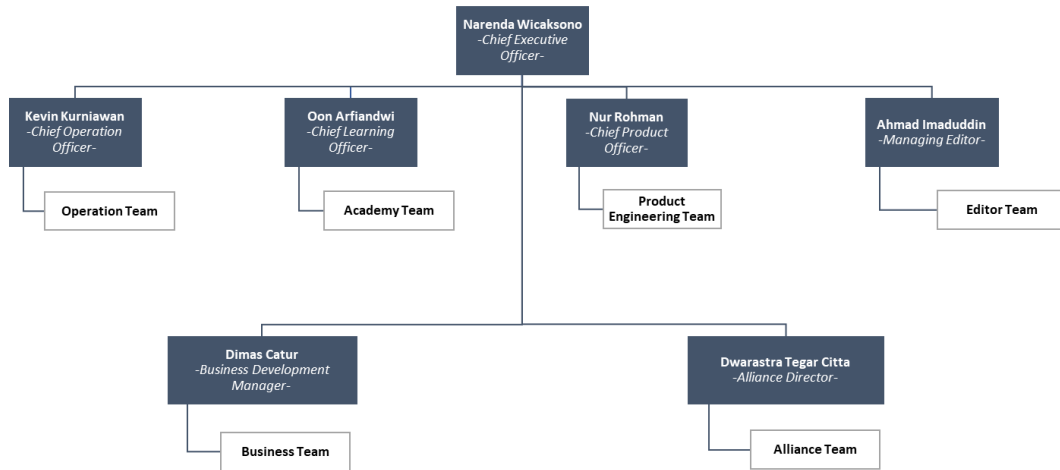 Narenda Wicaksono
-Chief Executive
Officer-
Kevin Kurniawan
-Chief Operation
Officer-
Oon Arfiandwi
-Chief Learning
Officer-
Nur Rohman
-Chief Product
Officer-
Ahmad Imaduddin
-Managing Editor-
Operation Team
Academy Team
Product
Engineering Team
Editor Team
Dimas Catur
-Business Development
Manager-
Dwarastra Tegar Citta
-Alliance Director-
Business Team
Alliance Team